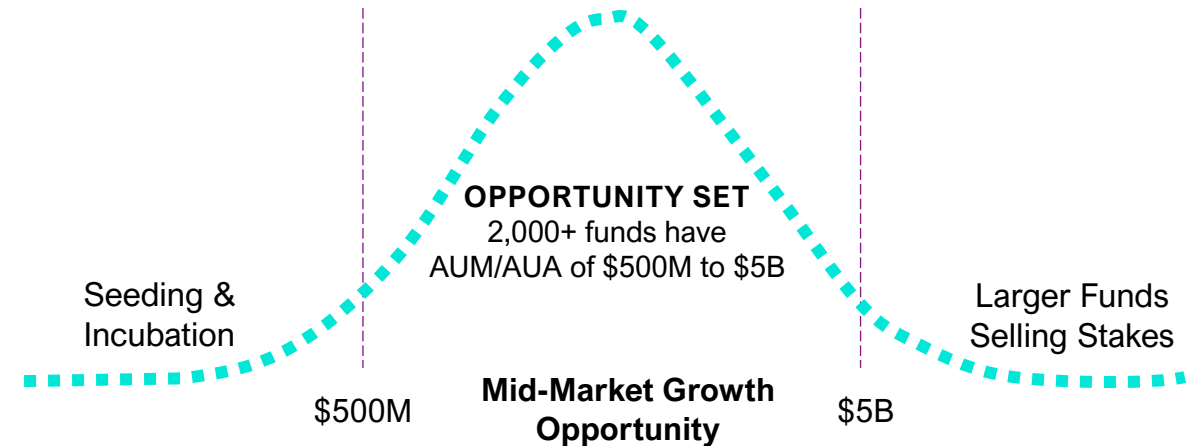 OPPORTUNITY SET
2,000+ funds have
AUM/AUA of $500M to $5B
Seeding &
Incubation
Larger Funds
Selling Stakes
$500M
Mid-Market Growth
Opportunity
$5B